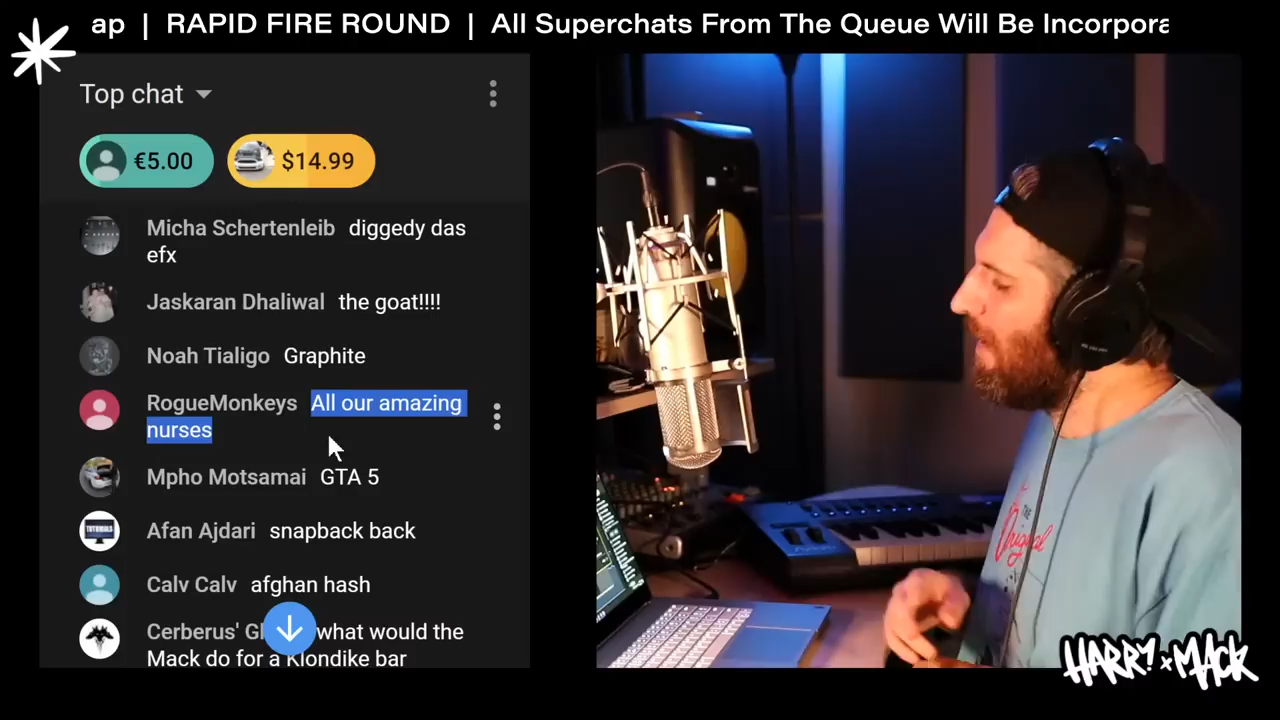 ap | RAPID FIRE ROUND | All Superchats From The Queue Will Be Incorpora
Top chat
€5.00 $14.99
Micha Schertenleib diggedy das
efx
Jaskaran Dhaliwal the goat!!!!
Noah Tialigo Graphite
RogueMonkeys All our amazing
nurses
Mpho Motsamai GTA 5
Afan Ajdari snapback back
Calv Calv afghan hash
Cerberus' what would the
Mack do for a Klondike bar
Original
HARRY MACK